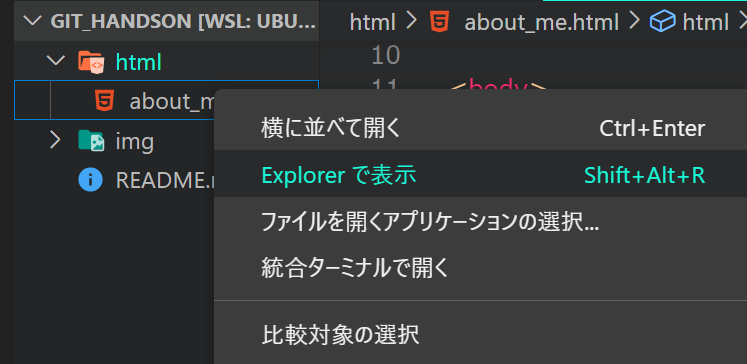 GIT_HANDSON [WSL: UBU...
html
about_m
img
README.
html > about_me.html > html
10
11 <body>
横に並べて開く Ctrl+Enter
Explorer で表示 Shift+Alt+R
ファイルを開くアプリケーションの選択...
統合ターミナルで開く
比較対象の選択